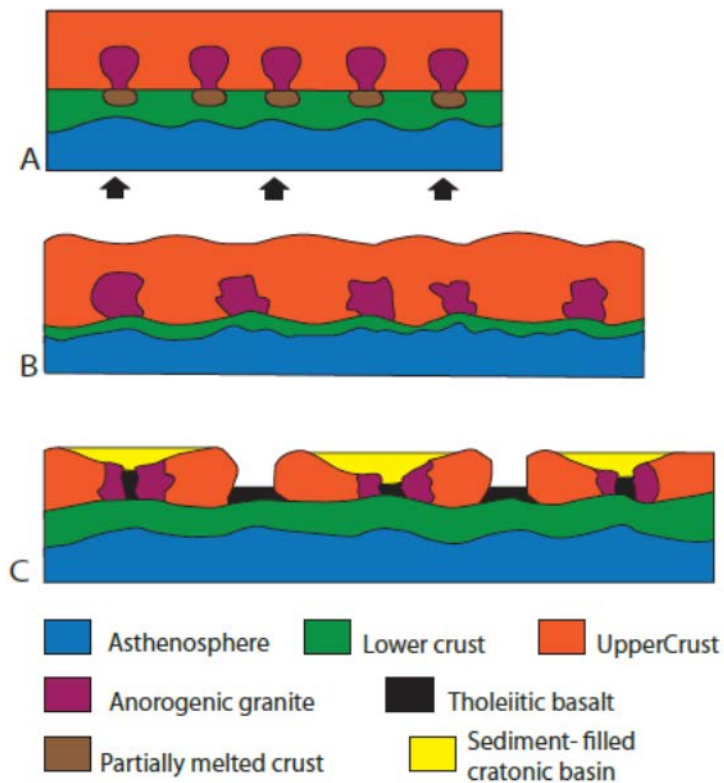 A
B
C
Asthenosphere
Lower crust
UpperCrust
Anorogenic granite
Tholeiitic basalt
Partially melted crust
Sediment- filled
cratonic basin